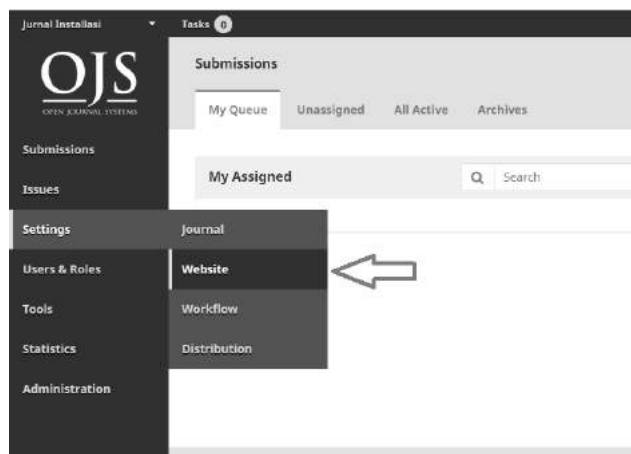 Jurnal Installasi
Tasks 0
OJS
OPEN JOURNAL SYSTEMS
Submissions
Issues
Settings
Users & Roles
Tools
Statistics
Administration
Journal
Website
Workflow
Distribution
Submissions
My Queue Unassigned All Active Archives
My Assigned
Search